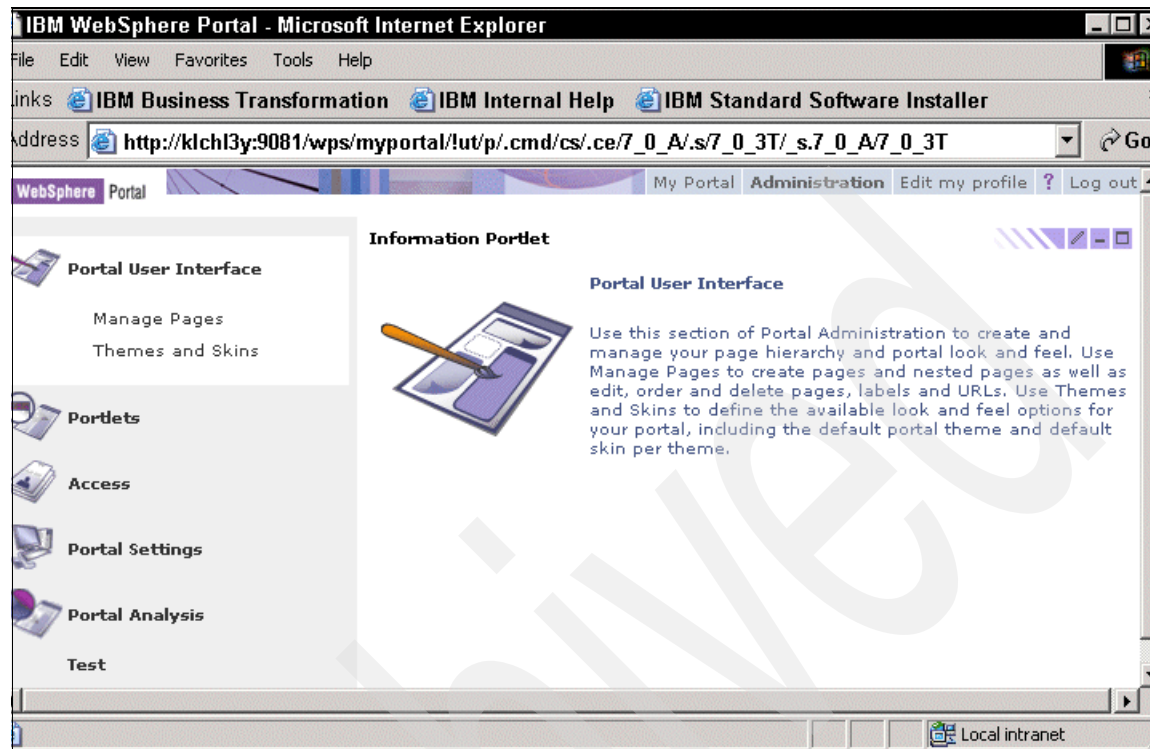 IBM WebSphere Portal - Microsoft Internet Explorer
File Edit View Favorites Tools Help
Links IBM Business Transformation IBM Internal Help IBM Standard Software Installer
Address http://klchl3y:9081/wps/myportal/!ut/p/.cmd/cs/.ce/7_0_A/.s/7_0_3T/_s.7_0_A/7_0_3T Go
WebSphere Portal My Portal Administration Edit my profile ? Log out
Portal User Interface
Manage Pages
Themes and Skins
Portlets
Access
Portal Settings
Portal Analysis
Test
Information Portlet
Portal User Interface
Use this section of Portal Administration to create and
manage your page hierarchy and portal look and feel. Use
Manage Pages to create pages and nested pages as well as
edit, order and delete pages, labels and URLs. Use Themes
and Skins to define the available look and feel options for
your portal, including the default portal theme and default
skin per theme.
hived
Local intranet